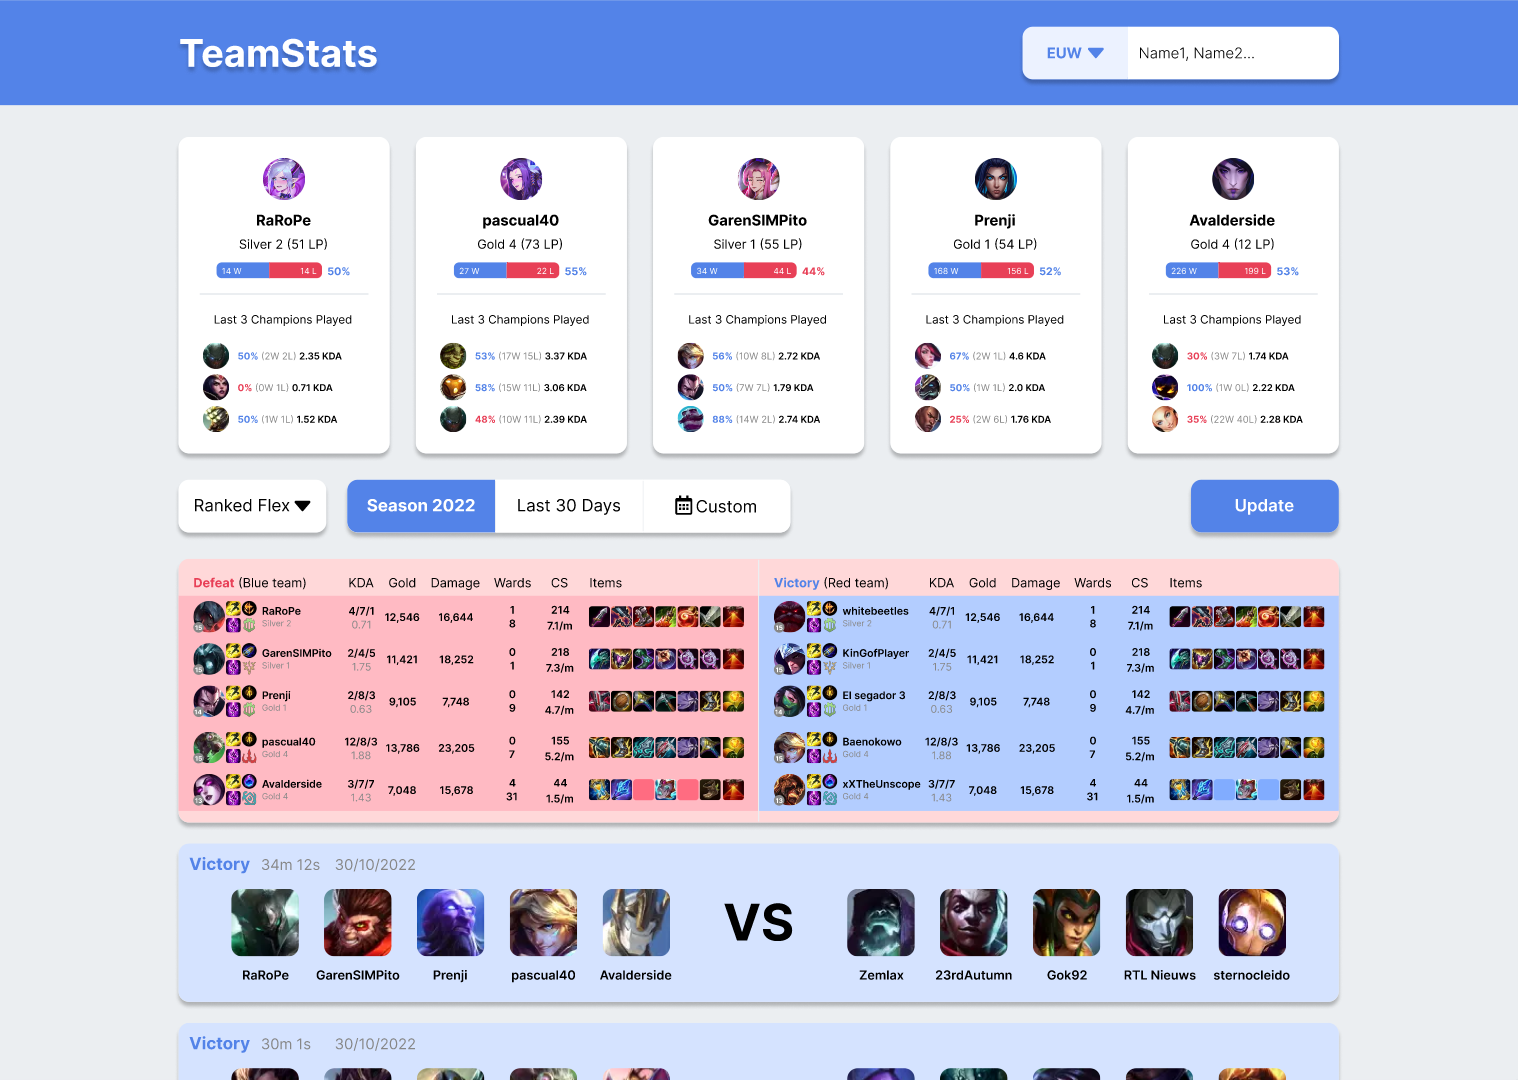 TeamStats
EUW
Name1, Name2...
RaRoPe
Silver 2 (51 LP)
14 W 14 L 50%
Last 3 Champions Played
50% (2W 2L) 2.35 KDA
0% (0W 1L) 0.71 KDA
50% (1W 1L) 1.52 KDA
pascual40
Gold 4 (73 LP)
27 W 22 L 55%
Last 3 Champions Played
53% (17W 15L) 3.37 KDA
58% (15W 11L) 3.06 KDA
48% (10W 11L) 2.39 KDA
GarenSIMPito
Silver 1 (55 LP)
34 W 44 L 44%
Last 3 Champions Played
56% (10W 8L) 2.72 KDA
50% (7W 7L) 1.79 KDA
88% (14W 2L) 2.74 KDA
Prenji
Gold 1 (54 LP)
168 W 156 L 52%
Last 3 Champions Played
67% (2W 1L) 4.6 KDA
50% (1W 1L) 2.0 KDA
25% (2W 6L) 1.76 KDA
Avalderside
Gold 4 (12 LP)
226 W 199 L 53%
Last 3 Champions Played
30% (3W 7L) 1.74 KDA
100% (1W 0L) 2.22 KDA
35% (22W 40L) 2.28 KDA
Ranked Flex
Season 2022
Last 30 Days
Custom
Update
Defeat (Blue team) KDA Gold Damage Wards CS Items
15 RaRoPe 4/7/1 12,546 16,644 1 214
Silver 2 0.71 8 7.1/m
15 GarenSIMPito 2/4/5 11,421 18,252 0 218
Silver 1 1.75 1 7.3/m
14 Prenji 2/8/3 9,105 7,748 0 142
Gold 1 0.63 9 4.7/m
15 pascual40 12/8/3 13,786 23,205 0 155
Gold 4 1.88 7 5.2/m
13 Avalderside 3/7/7 7,048 15,678 4 44
Gold 4 1.43 31 1.5/m
Victory (Red team) KDA Gold Damage Wards CS Items
15 whitebeetles 4/7/1 12,546 16,644 1 214
Silver 2 0.71 8 7.1/m
15 KinGofPlayer 2/4/5 11,421 18,252 0 218
Silver 1 1.75 1 7.3/m
14 El segador 3 2/8/3 9,105 7,748 0 142
Gold 1 0.63 9 4.7/m
15 Baenokowo 12/8/3 13,786 23,205 0 155
Gold 4 1.88 7 5.2/m
13 xXTheUnscope 3/7/7 7,048 15,678 4 44
Gold 4 1.43 31 1.5/m
Victory 34m 12s 30/10/2022
VS
RaRoPe GarenSIMPito Prenji pascual40 Avalderside Zemlax 23rdAutumn Gok92 RTL Nieuws sternocleido
Victory 30m 1s 30/10/2022